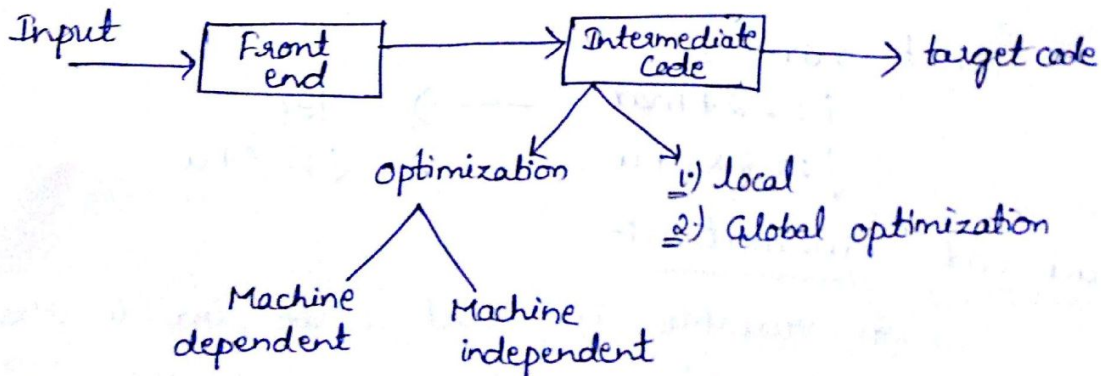 Input
Front
end
Intermediate
Code
target code
optimization
1.) local
2.) Global optimization
Machine
dependent
Machine
independent